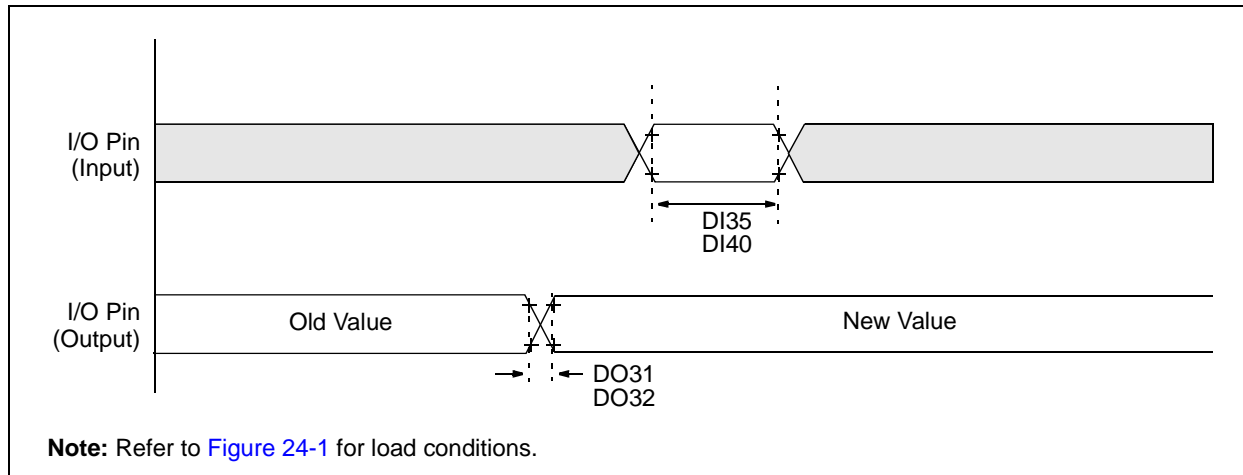 I/O Pin
(Input)
DI35
DI40
I/O Pin
(Output)
Old Value
New Value
DO31
DO32
Note: Refer to Figure 24-1 for load conditions.